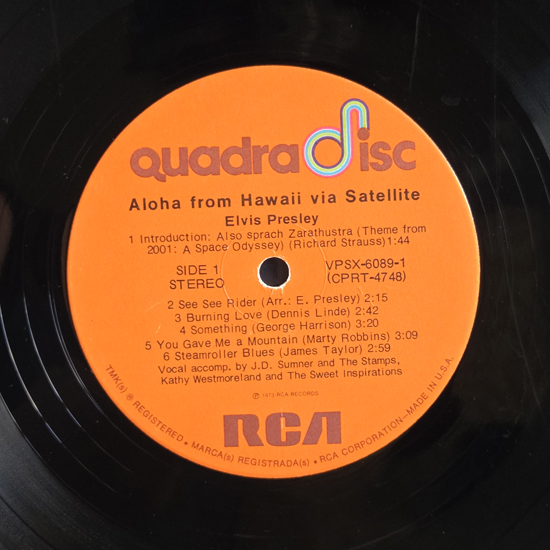 quadradisc
Aloha from Hawaii via Satellite
Elvis Presley
1 Introduction: Also sprach Zarathustra (Theme from
2001: A Space Odyssey) (Richard Strauss) 1:44
SIDE 1
STEREO
VPSX-6089-1
(CPRT-4748)
2 See See Rider (Arr.: E. Presley) 2:15
3 Burning Love (Dennis Linde) 2:42
4 Something (George Harrison) 3:20
5 You Gave Me a Mountain (Marty Robbins) 3:09
6 Steamroller Blues (James Taylor) 2:59
Vocal accomp. by J.D. Sumner and The Stamps,
Kathy Westmoreland and The Sweet Inspirations
Ⓟ 1973 RCA RECORDS
RCA
TMK(s) ® REGISTERED • MARCA(s) REGISTRADA(s) • RCA CORPORATION—MADE IN U.S.A.